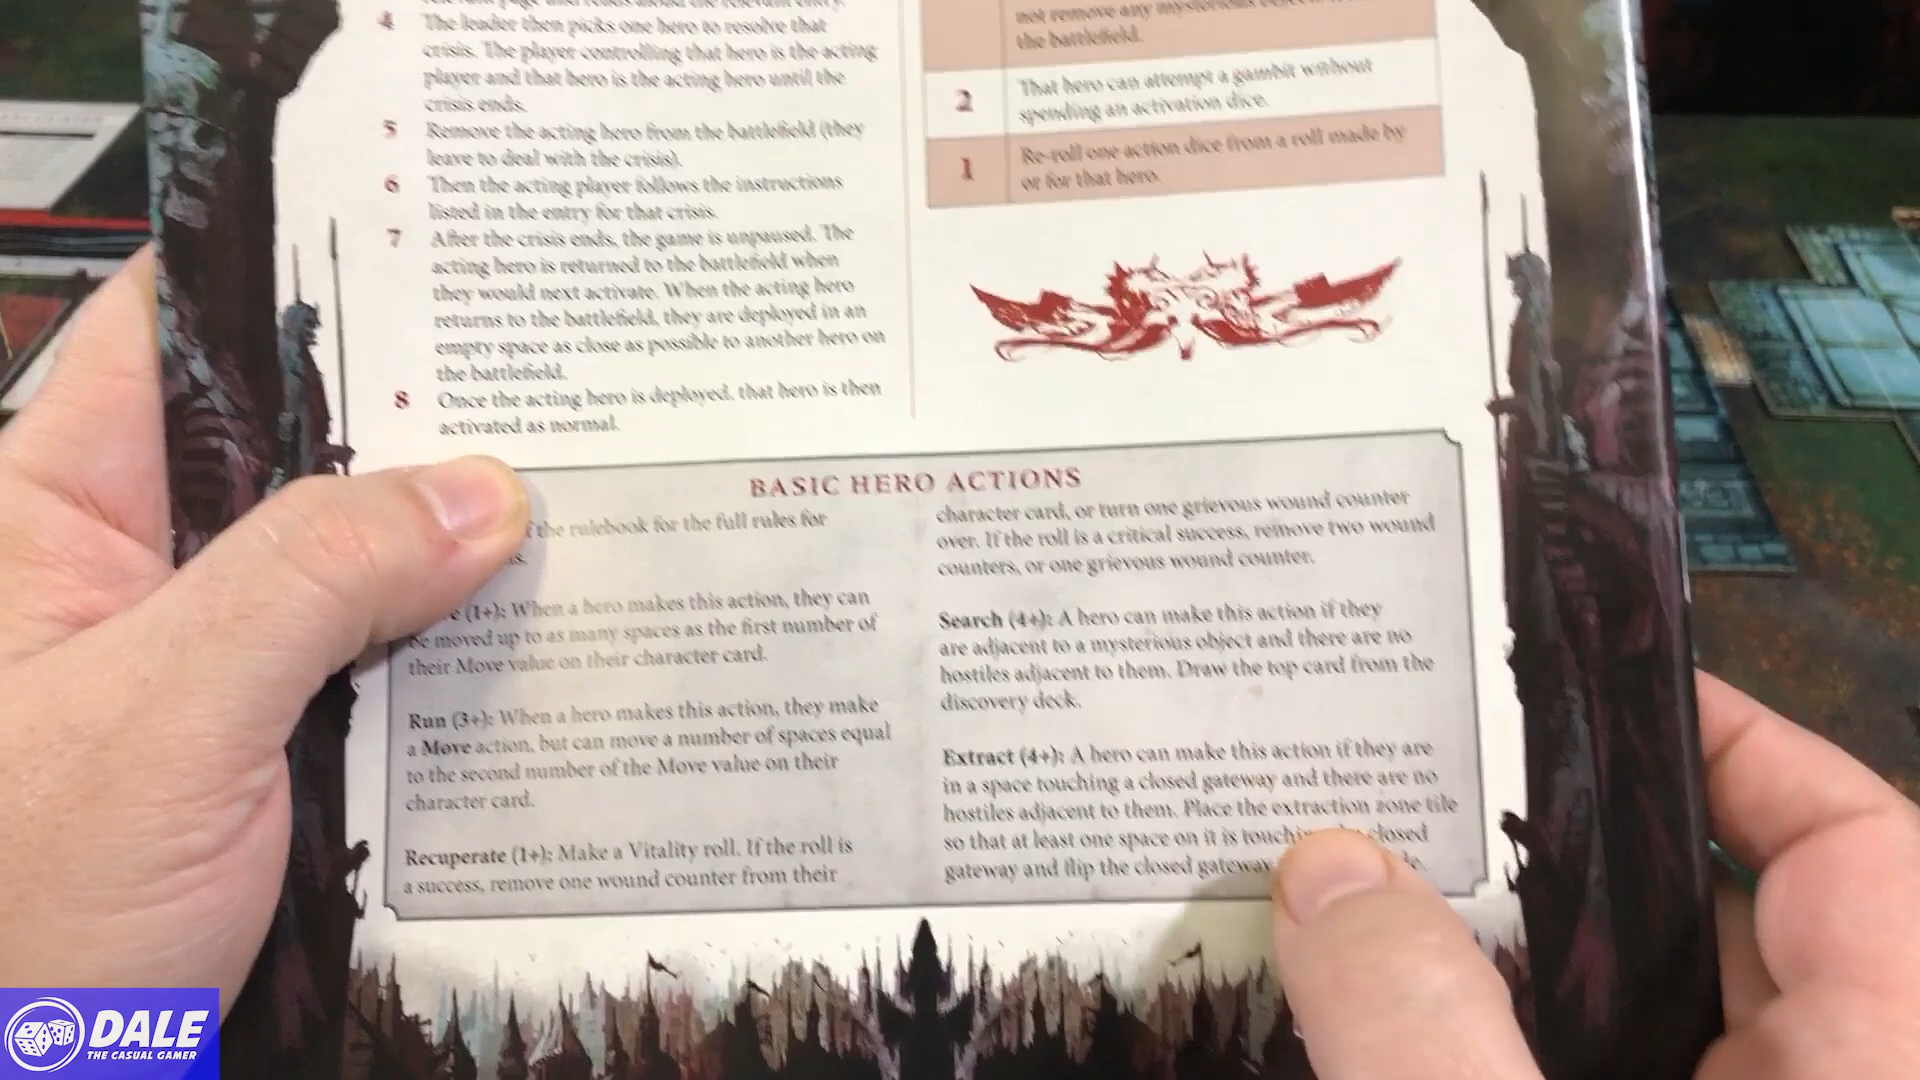 4 The leader then picks one hero to resolve that
crisis. The player controlling that hero is the acting
player and that hero is the acting hero until the
crisis ends.
5 Remove the acting hero from the battlefield (they
leave to deal with the crisis).
6 Then the acting player follows the instructions
listed in the entry for that crisis.
7 After the crisis ends, the game is unpaused. The
acting hero is returned to the battlefield when
they would next activate. When the acting hero
returns to the battlefield, they are deployed in an
empty space as close as possible to another hero on
the battlefield.
8 Once the acting hero is deployed, that hero is then
activated as normal.
not remove any mysterious
the battlefield.
2 That hero can attempt a gambit without
spending an activation dice.
1 Re-roll one action dice from a roll made by
or for that hero.
BASIC HERO ACTIONS
the rulebook for the full rules for
(1+): When a hero makes this action, they can
be moved up to as many spaces as the first number of
their Move value on their character card.
Run (3+): When a hero makes this action, they make
a Move action, but can move a number of spaces equal
to the second number of the Move value on their
character card.
Recuperate (1+): Make a Vitality roll. If the roll is
a success, remove one wound counter from their
character card, or turn one grievous wound counter
over. If the roll is a critical success, remove two wound
counters, or one grievous wound counter.
Search (4+): A hero can make this action if they
are adjacent to a mysterious object and there are no
hostiles adjacent to them. Draw the top card from the
discovery deck.
Extract (4+): A hero can make this action if they are
in a space touching a closed gateway and there are no
hostiles adjacent to them. Place the extraction zone tile
so that at least one space on it is closed
gateway and flip the closed gateway
DALE
THE CASUAL GAMER